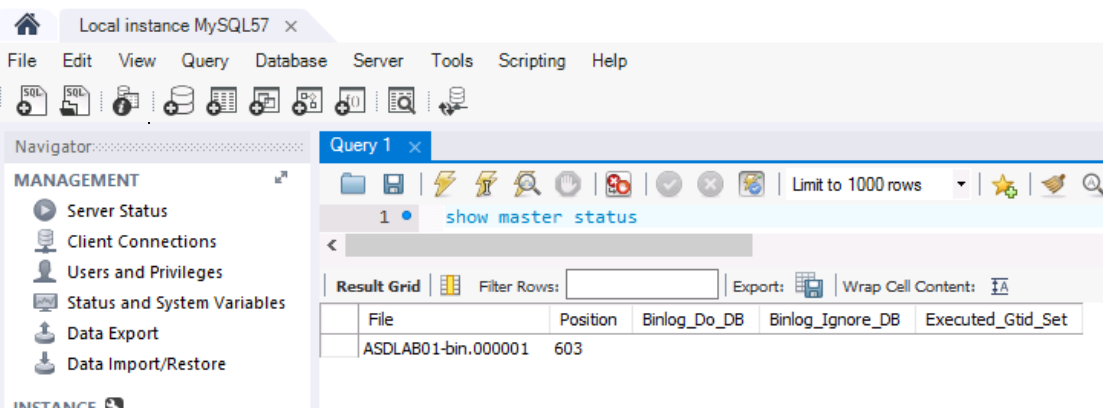 Local instance MySQL57 ×
File Edit View Query Database Server Tools Scripting Help
SQL SQL
Navigator Query 1 ×
MANAGEMENT
Server Status
Client Connections
Users and Privileges
Status and System Variables
Data Export
Data Import/Restore
INSTANCE
Limit to 1000 rows
1 show master status
Result Grid Filter Rows: Export: Wrap Cell Content:
File Position Binlog_Do_DB Binlog_Ignore_DB Executed_Gtid_Set
ASDLAB01-bin.000001 603